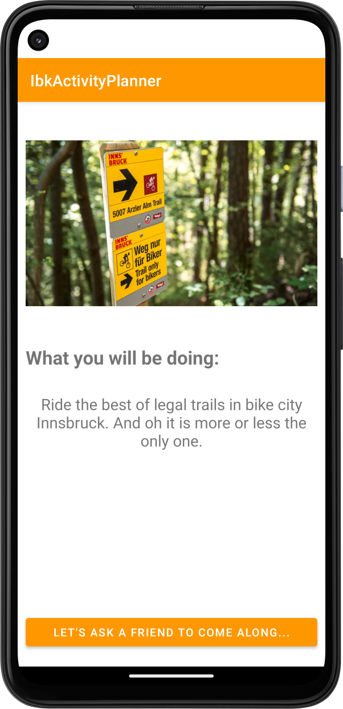 IbkActivityPlanner
INNS'
BRUCK
5007 Arzler Alm Trail
INNS'
BRUCK
Weg nur
für Biker
Trail only
for bikers
What you will be doing:
Ride the best of legal trails in bike city
Innsbruck. And oh it is more or less the
only one.
LET'S ASK A FRIEND TO COME ALONG...